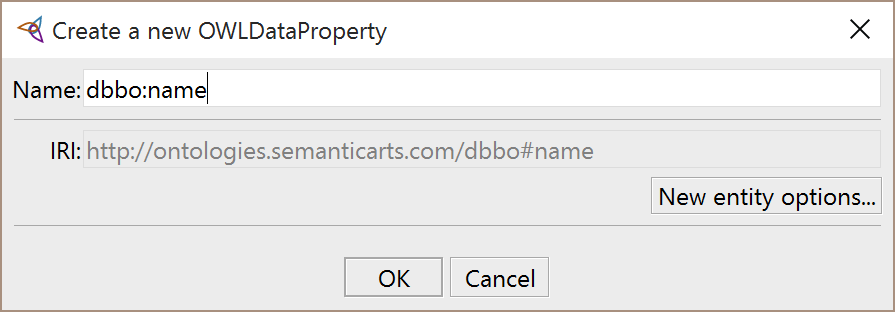 Create a new OWLDataProperty
Name: dbbo:name
IRI: http://ontologies.semanticarts.com/dbbo#name
New entity options...
OK Cancel